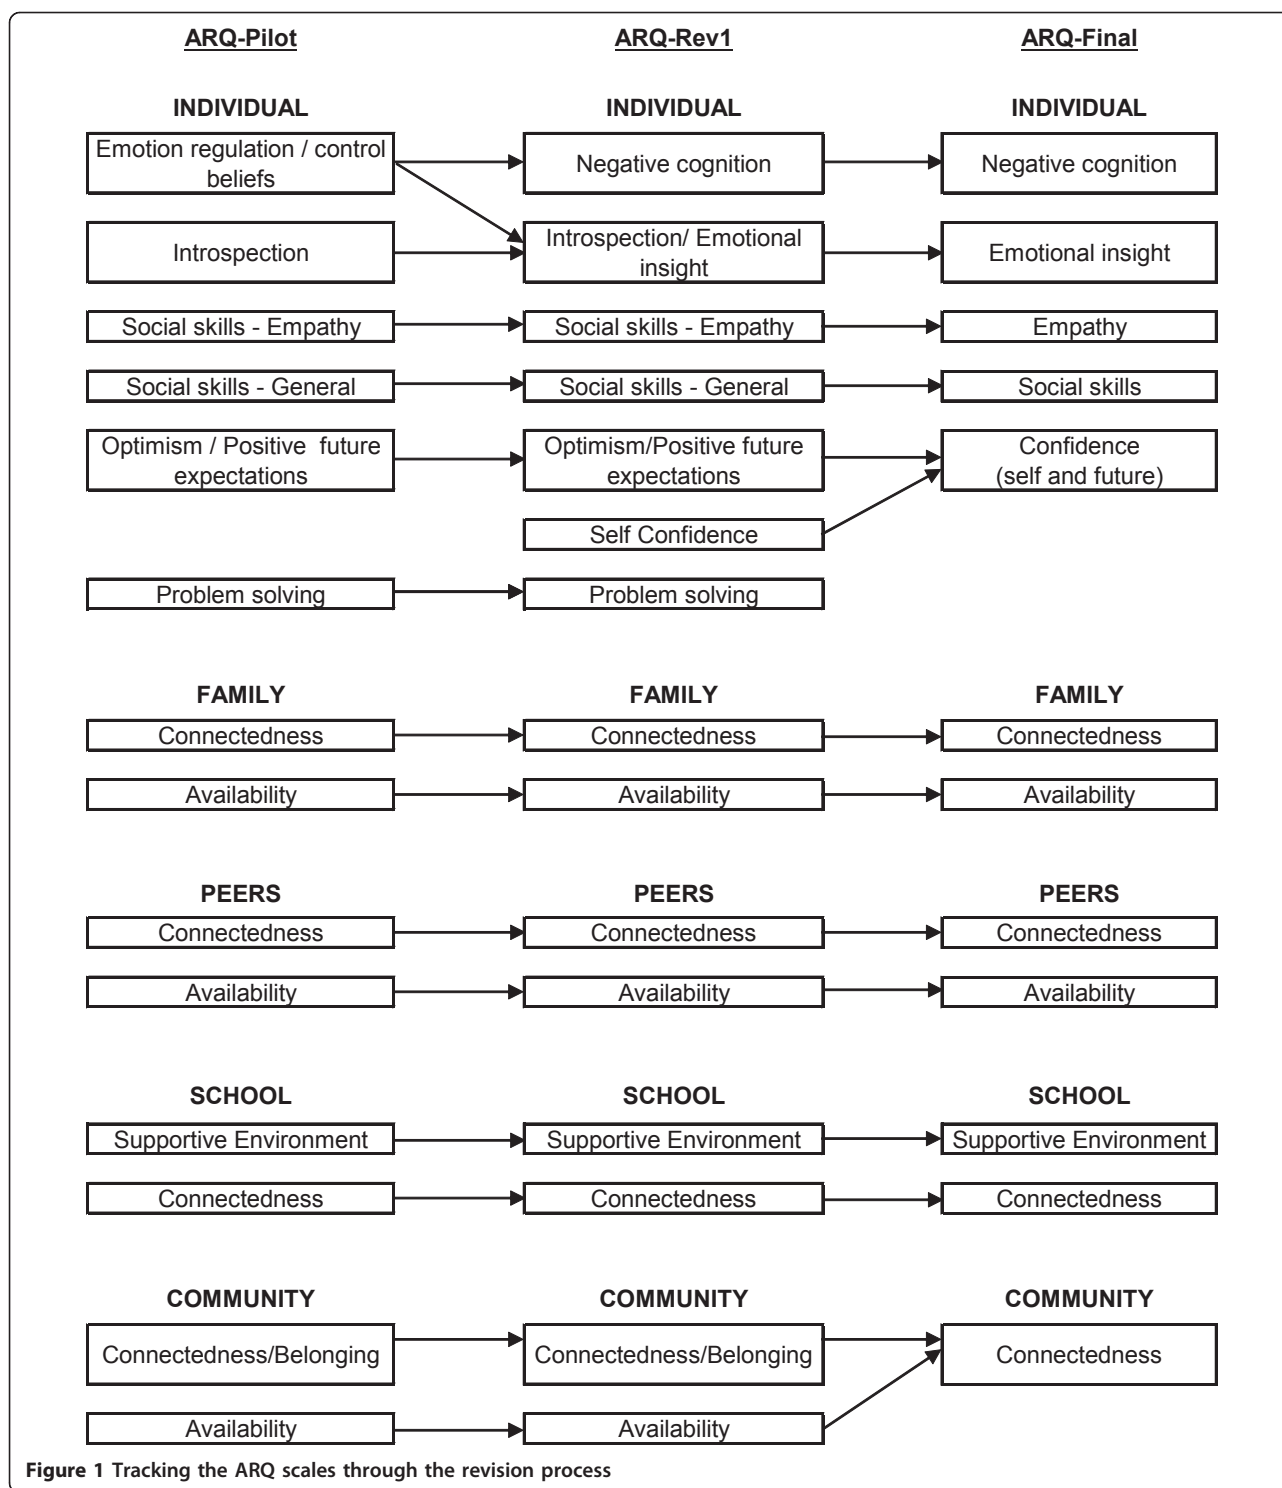 ARQ-Pilot ARQ-Rev1 ARQ-Final
INDIVIDUAL INDIVIDUAL INDIVIDUAL
Emotion regulation / control
beliefs
Negative cognition
Negative cognition
Introspection
Introspection/ Emotional
insight
Emotional insight
Social skills - Empathy
Social skills - Empathy
Empathy
Social skills - General
Social skills - General
Social skills
Optimism / Positive future
expectations
Optimism/Positive future
expectations
Confidence
(self and future)
Self Confidence
Problem solving
Problem solving
FAMILY FAMILY FAMILY
Connectedness
Connectedness
Connectedness
Availability
Availability
Availability
PEERS PEERS PEERS
Connectedness
Connectedness
Connectedness
Availability
Availability
Availability
SCHOOL SCHOOL SCHOOL
Supportive Environment
Supportive Environment
Supportive Environment
Connectedness
Connectedness
Connectedness
COMMUNITY COMMUNITY COMMUNITY
Connectedness/Belonging
Connectedness/Belonging
Connectedness
Availability
Availability
Figure 1 Tracking the ARQ scales through the revision process